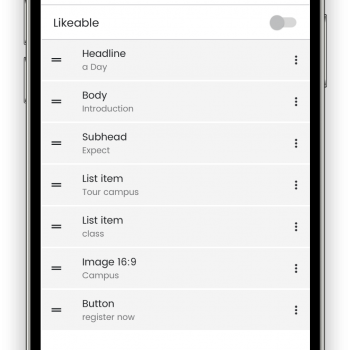 Likeable
Headline
a Day
Body
Introduction
Subhead
Expect
List item
Tour campus
List item
class
Image 16:9
Campus
Button
register now